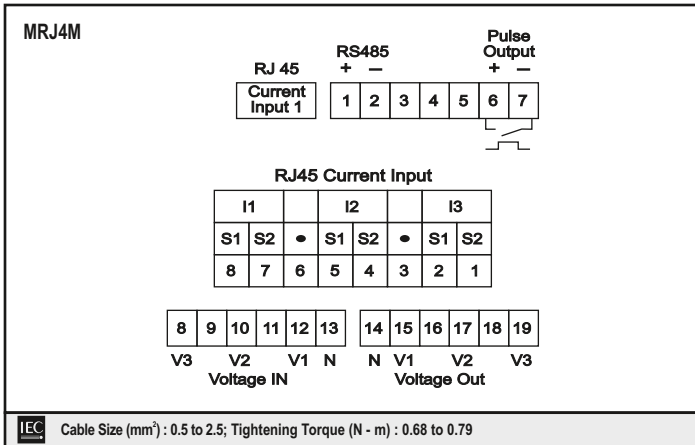 MRJ4M
Pulse
RS485 Output
RJ 45 + – + –
Current
Input 1
1 2 3 4 5 6 7
RJ45 Current Input
I1 I2 I3
S1 S2 • S1 S2 • S1 S2
8 7 6 5 4 3 2 1
8 9 10 11 12 13 14 15 16 17 18 19
V3 V2 V1 N N V1 V2 V3
Voltage IN Voltage Out
IEC Cable Size (mm²) : 0.5 to 2.5; Tightening Torque (N - m) : 0.68 to 0.79